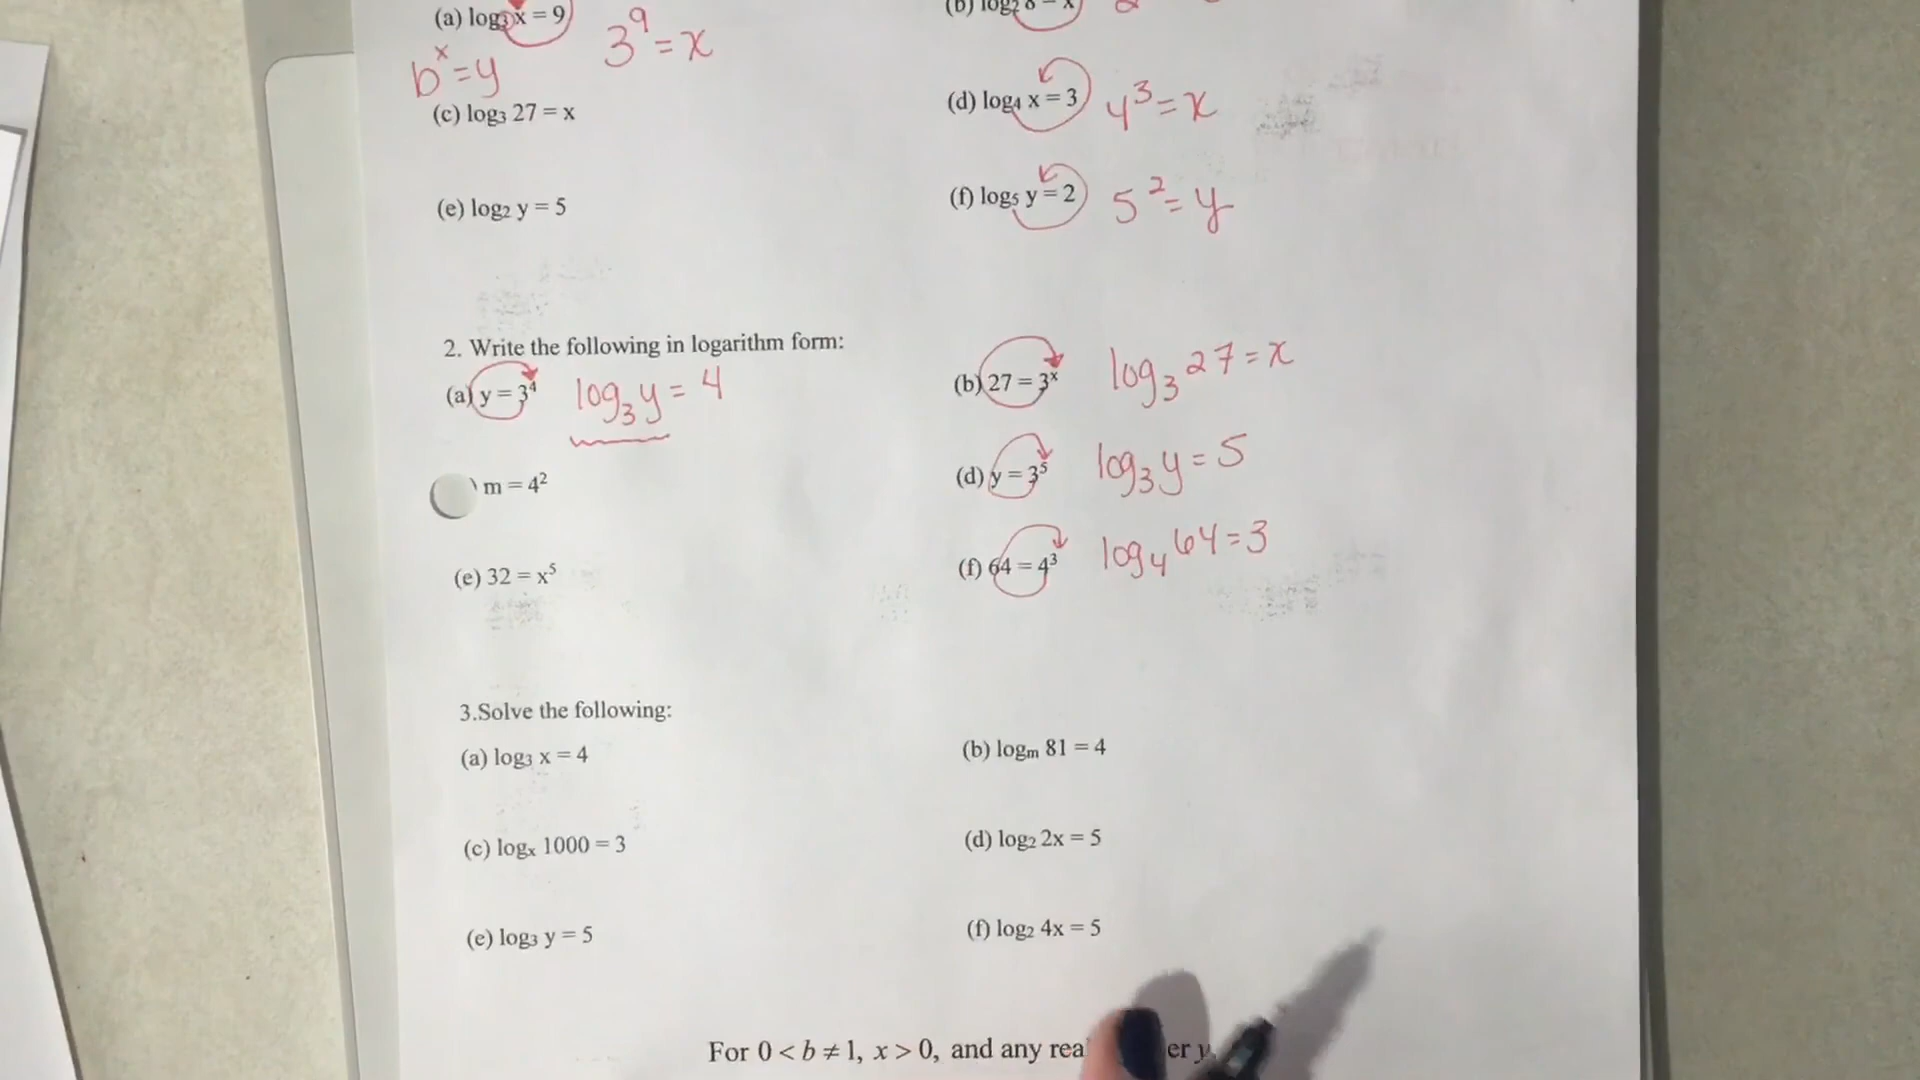 (a) log₃ x = 9 3⁹ = x
bˣ = y
(b) log₂ 8 = x
(c) log₃ 27 = x
(d) log₄ x = 3 4³ = x
(e) log₂ y = 5
(f) log₅ y = 2 5² = y
2. Write the following in logarithm form:
(a) y = 3⁴ log₃ y = 4
(b) 27 = 3ˣ log₃ 27 = x
) m = 4²
(d) y = 3⁵ log₃ y = 5
(e) 32 = x⁵
(f) 64 = 4³ log₄ 64 = 3
3.Solve the following:
(a) log₃ x = 4
(b) logₘ 81 = 4
(c) logₓ 1000 = 3
(d) log₂ 2x = 5
(e) log₃ y = 5
(f) log₂ 4x = 5
For 0 < b ≠ 1, x > 0, and any rea er y,